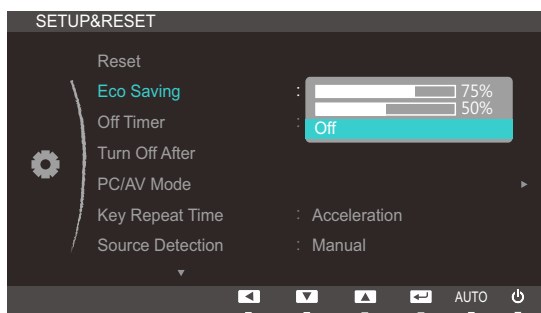 SETUP&RESET
Reset
Eco Saving :
75%
50%
Off Timer :
Off
Turn Off After
PC/AV Mode
Key Repeat Time : Acceleration
Source Detection : Manual
AUTO